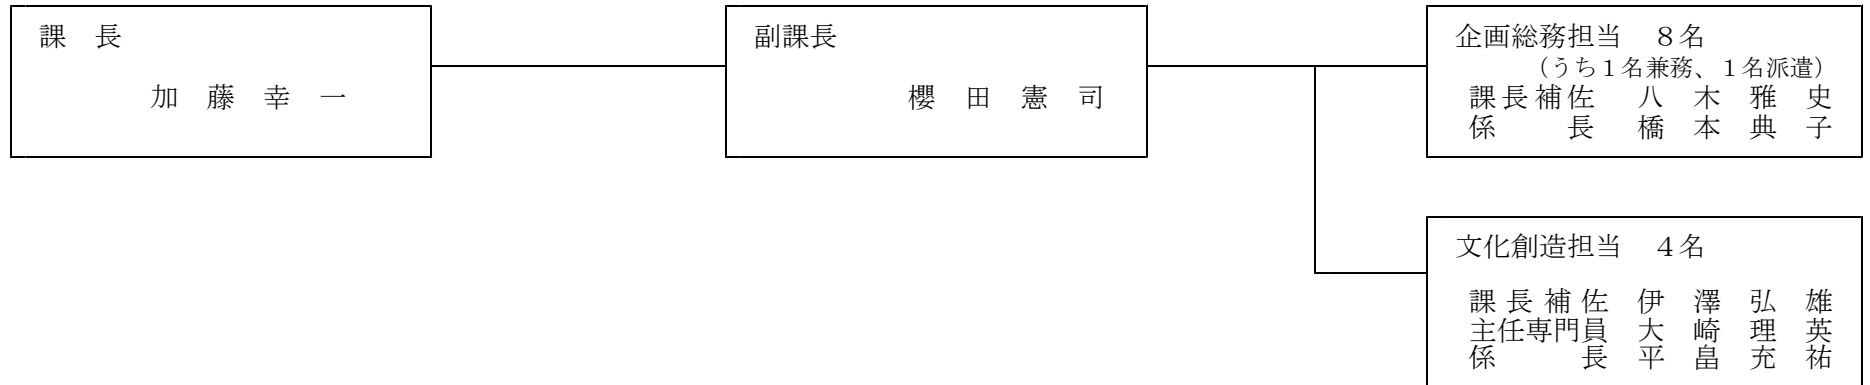 課　長
加　藤　幸　一
副課長
櫻　田　憲　司
企画総務担当　８名
（うち１名兼務、１名派遣）
課長補佐　八　木　雅　史
係　　長　橋　本　典　子
文化創造担当　４名
課長補佐　伊　澤　弘　雄
主任専門員　大　崎　理　英
係　　長　平　畠　充　祐